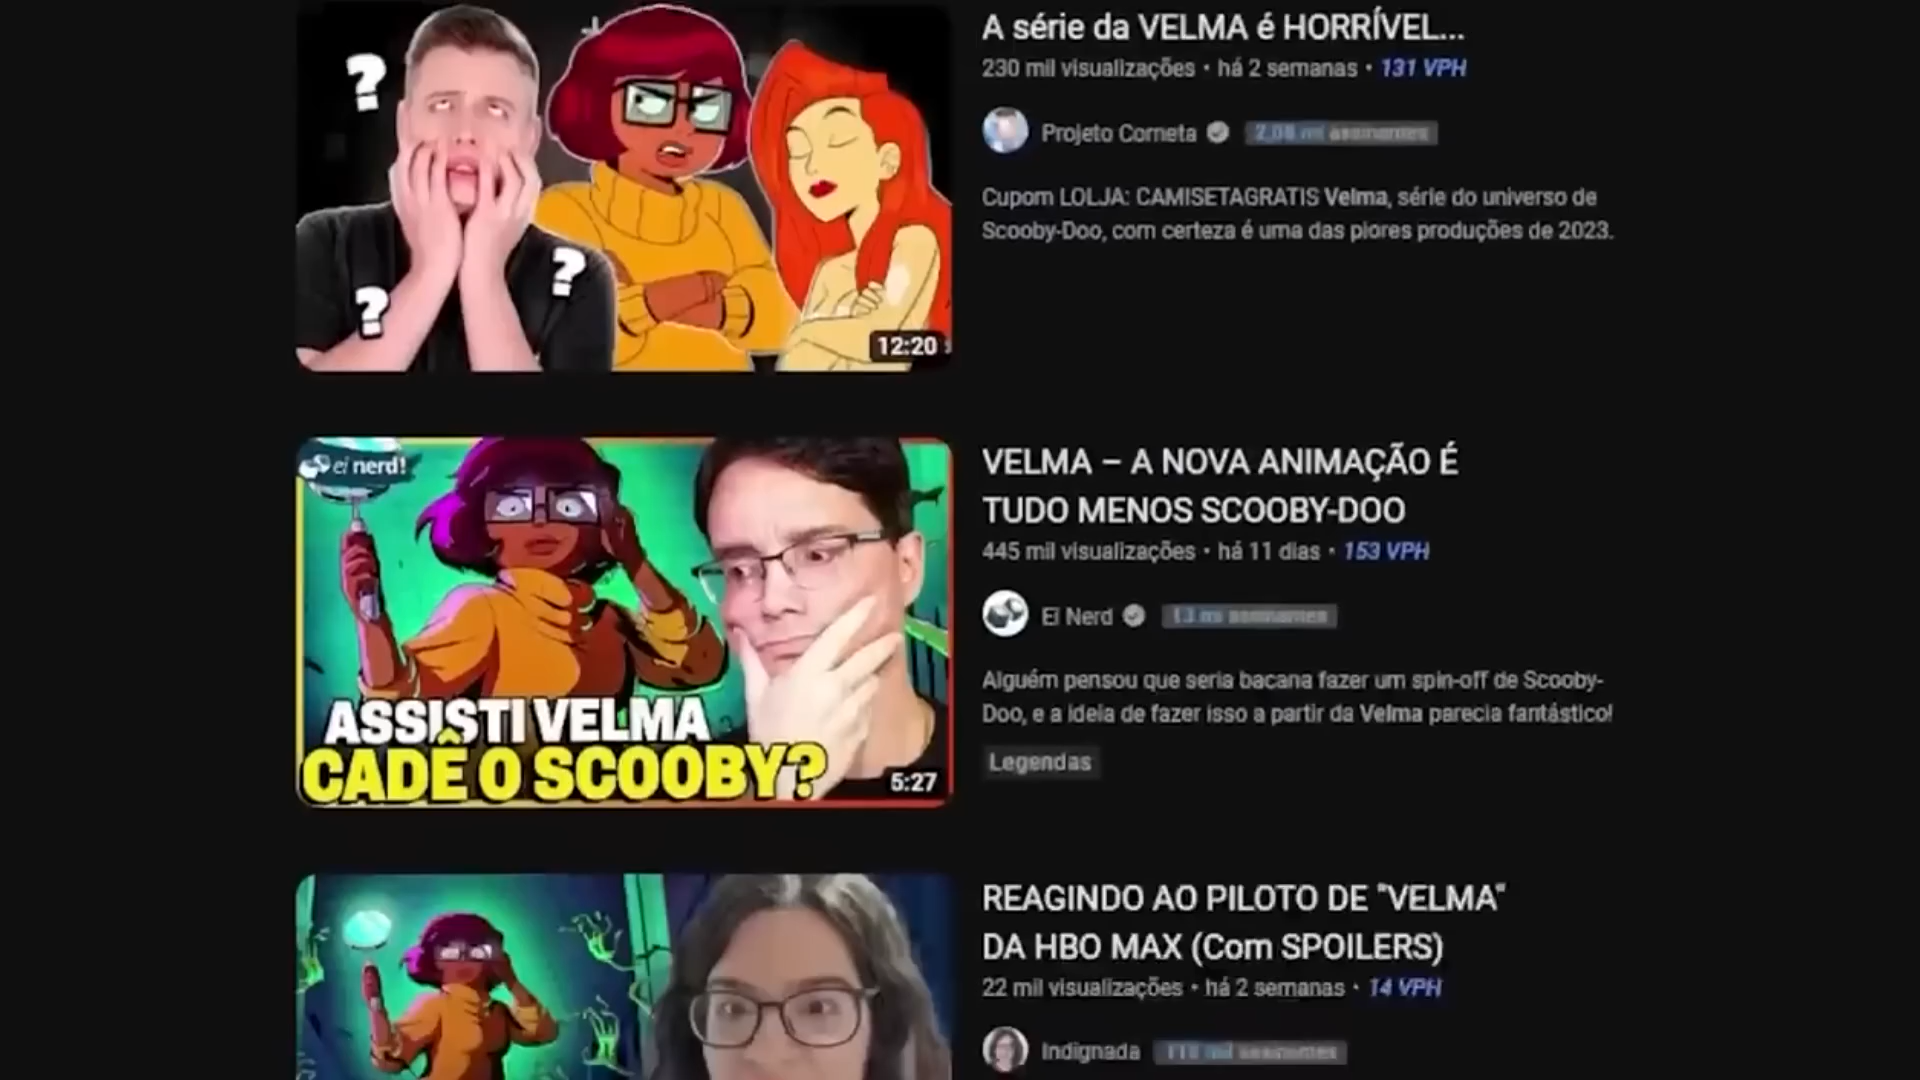 ? 
?
?
12:20
A série da VELMA é HORRÍVEL...
230 mil visualizações • há 2 semanas • 131 VPH
Projeto Corneta
Cupom LOLJA: CAMISETAGRATIS Velma, série do universo de
Scooby-Doo, com certeza é uma das piores produções de 2023.
ei nerd!
ASSISTI VELMA
CADÊ O SCOOBY?
5:27
VELMA – A NOVA ANIMAÇÃO É
TUDO MENOS SCOOBY-DOO
445 mil visualizações • há 11 dias • 153 VPH
Ei Nerd
Alguém pensou que seria bacana fazer um spin-off de Scooby-
Doo, e a ideia de fazer isso a partir da Velma parecia fantástico!
Legendas
REAGINDO AO PILOTO DE "VELMA"
DA HBO MAX (Com SPOILERS)
22 mil visualizações • há 2 semanas • 14 VPH
Indignada